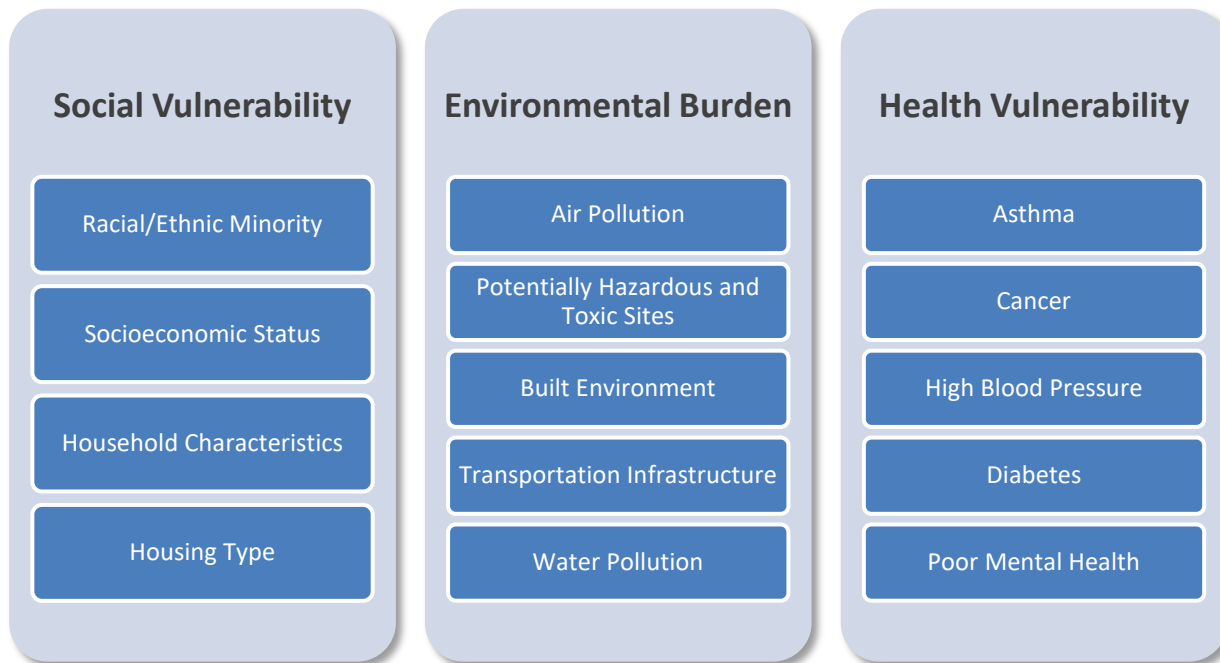 Social Vulnerability
Racial/Ethnic Minority
Socioeconomic Status
Household Characteristics
Housing Type
Environmental Burden
Air Pollution
Potentially Hazardous and
Toxic Sites
Built Environment
Transportation Infrastructure
Water Pollution
Health Vulnerability
Asthma
Cancer
High Blood Pressure
Diabetes
Poor Mental Health